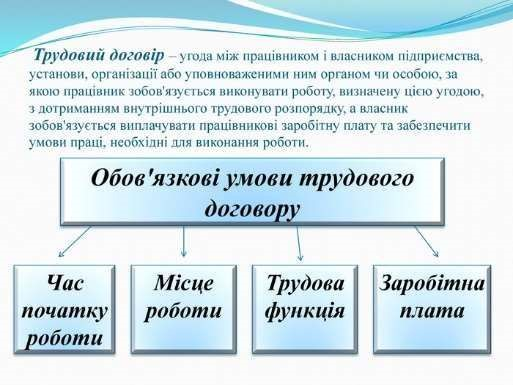 Трудовий договір – угода між працівником і власником підприємства,
установи, організації або уповноваженими ним органом чи особою, за
якою працівник зобов'язується виконувати роботу, визначену цією угодою,
з дотриманням внутрішнього трудового розпорядку, а власник
зобов'язується виплачувати працівникові заробітну плату та забезпечити
умови праці, необхідні для виконання роботи.
Обов'язкові умови трудового
договору
Час
початку
роботи
Місце
роботи
Трудова
функція
Заробітна
плата